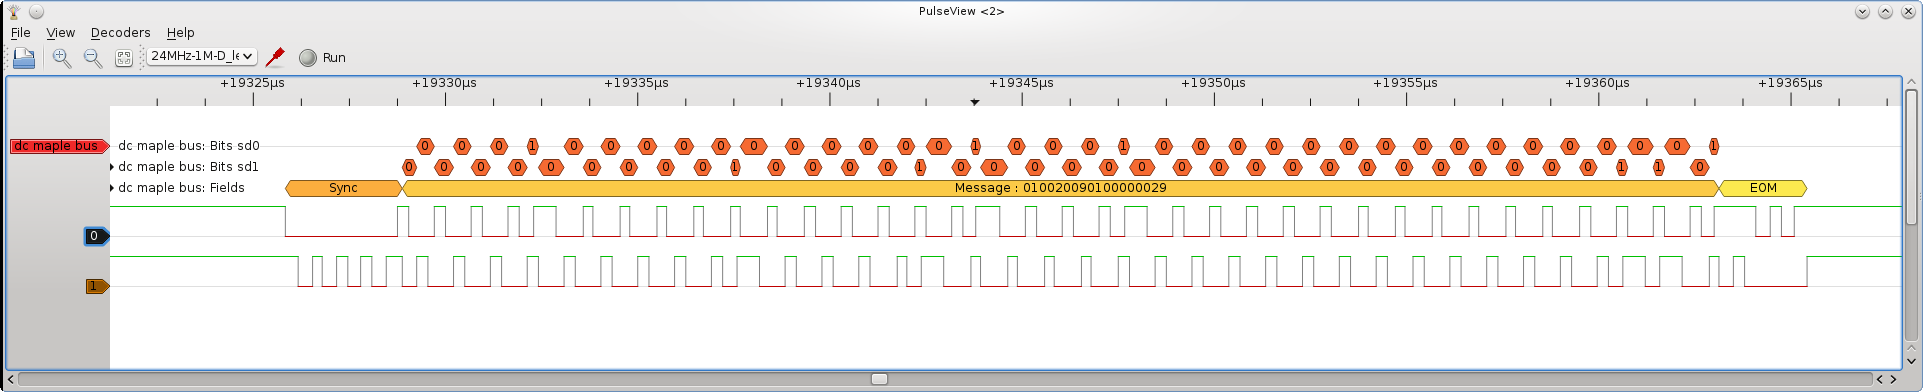 PulseView <2>
File View Decoders Help
24MHz-1M-D_le Run
+19325µs +19330µs +19335µs +19340µs +19345µs +19350µs +19355µs +19360µs +19365µs
dc maple bus dc maple bus: Bits sd0 0 0 0 1 0 0 0 0 0 0 0 0 0 0 0 1 0 0 0 1 0 0 0 0 0 0 0 0 0 0 0 0 0 0 0 1
dc maple bus: Bits sd1 0 0 0 0 0 0 0 0 0 1 0 0 0 0 1 0 0 0 0 0 0 0 0 0 0 0 0 0 0 0 0 0 0 1 1 0
dc maple bus: Fields Sync Message : 010020090100000029 EOM
0
1